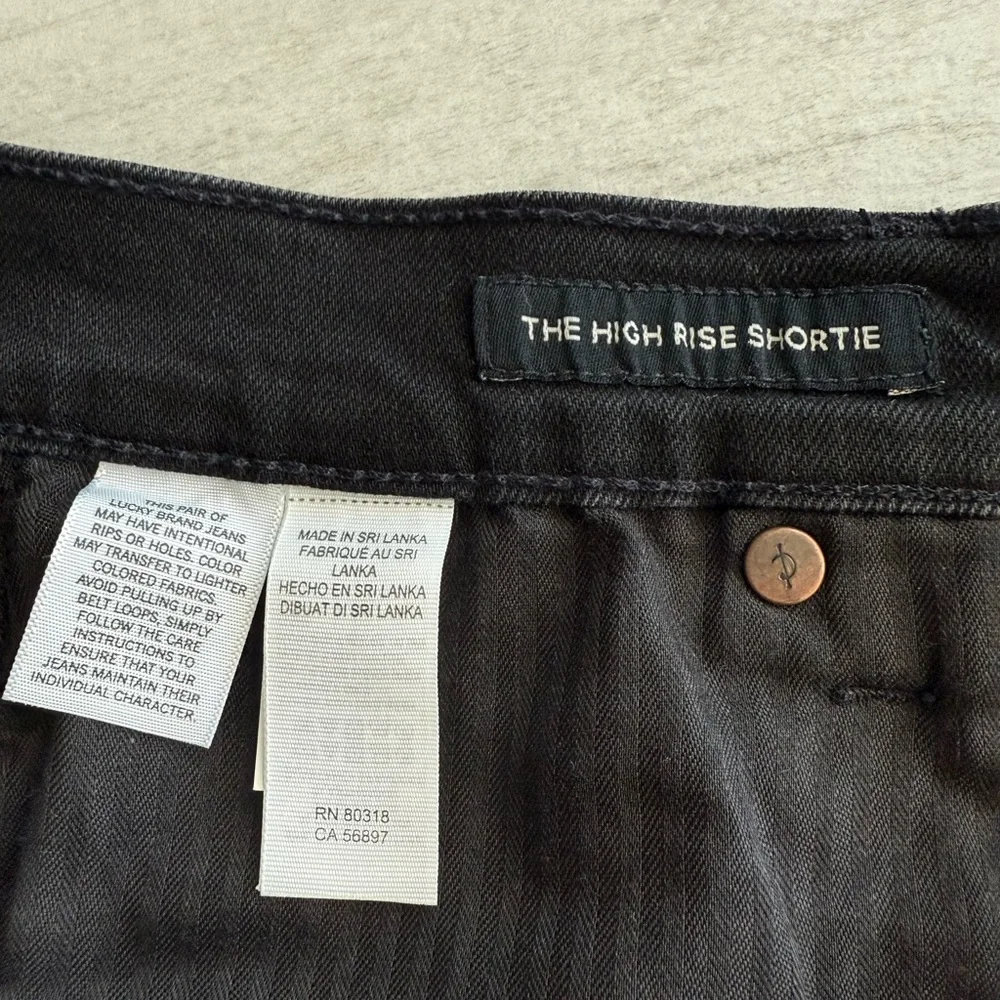 THE HIGH RISE SHORTIE
THIS PAIR OF
LUCKY BRAND JEANS
MAY HAVE INTENTIONAL
RIPS OR HOLES. COLOR
MAY TRANSFER TO LIGHTER
COLORED FABRICS.
AVOID PULLING UP BY
BELT LOOPS, SIMPLY
FOLLOW THE CARE
INSTRUCTIONS TO
ENSURE THAT YOUR
JEANS MAINTAIN THEIR
INDIVIDUAL CHARACTER.
MADE IN SRI LANKA
FABRIQUÉ AU SRI
LANKA
HECHO EN SRI LANKA
DIBUAT DI SRI LANKA
RN 80318
CA 56897